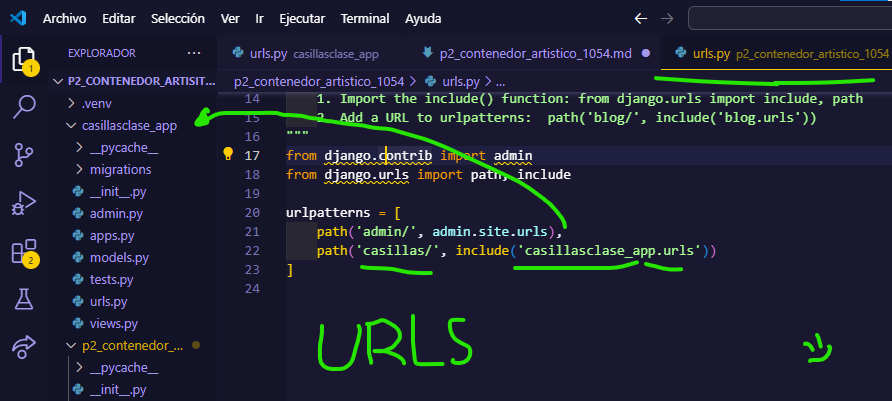 Archivo Editar Selección Ver Ir Ejecutar Terminal Ayuda
EXPLORADOR ...
urls.py casillasclase_app p2_contenedor_artistico_1054.md urls.py p2_contenedor_artistico_1054
P2_CONTENEDOR_ARTISIT...
p2_contenedor_artistico_1054 > urls.py > ...
.venv
casillasclase_app
__pycache__
migrations
__init__.py
admin.py
apps.py
models.py
tests.py
urls.py
views.py
p2_contenedor_...
__pycache__
__init__.py
1
2
14 1. Import the include() function: from django.urls import include, path
15 2. Add a URL to urlpatterns: path('blog/', include('blog.urls'))
16 """
17 from django.contrib import admin
18 from django.urls import path, include
19
20 urlpatterns = [
21 path('admin/', admin.site.urls),
22 path('casillas/', include('casillasclase_app.urls'))
23 ]
24
URLS